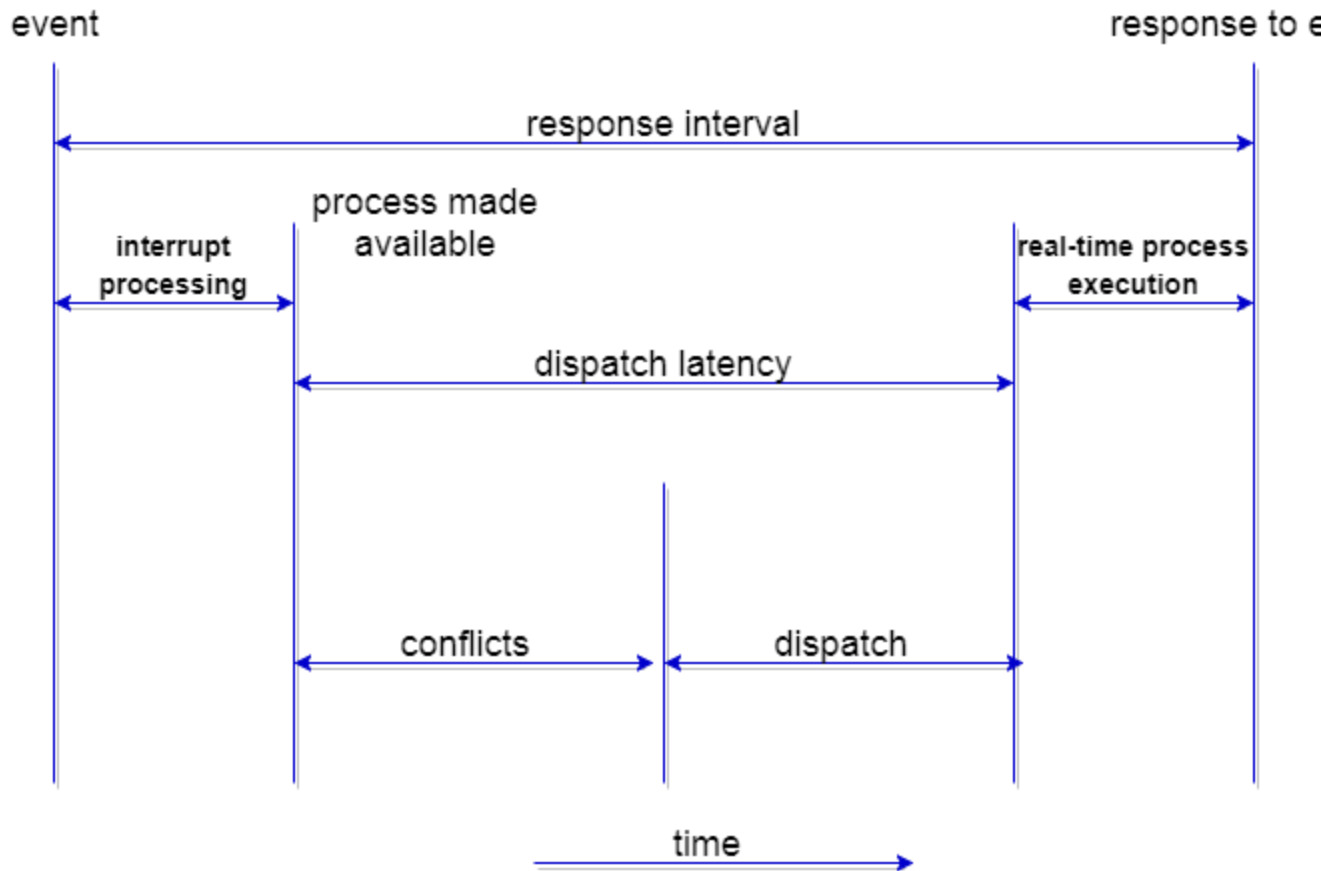 event
response to e
response interval
process made
available
interrupt
processing
real-time process
execution
dispatch latency
conflicts
dispatch
time